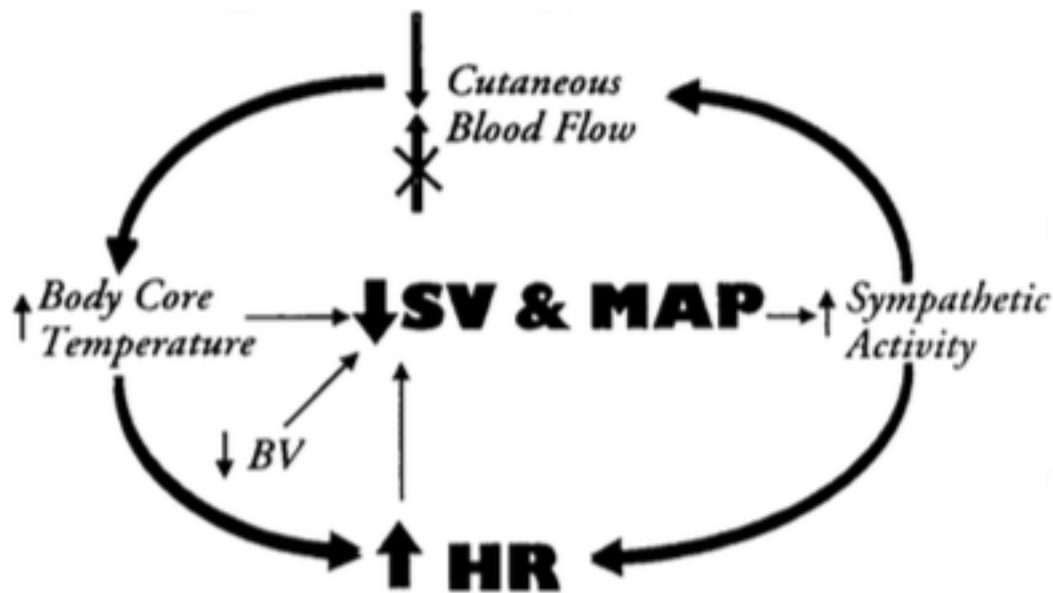 Cutaneous
Blood Flow
Body Core
Temperature
SV & MAP
Sympathetic
Activity
BV
HR